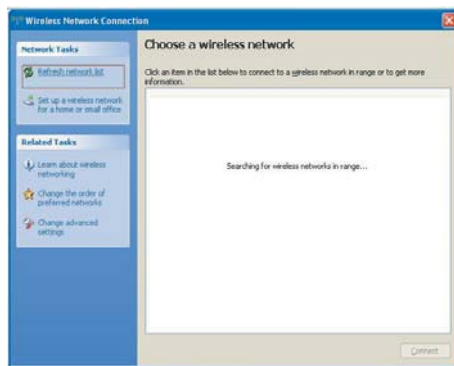 Wireless Network Connection
Network Tasks
Refresh network list
Set up a wireless network
for a home or small office
Related Tasks
Learn about wireless
networking
Change the order of
preferred networks
Change advanced
settings
Choose a wireless network
Click an item in the list below to connect to a wireless network in range or to get more
information.
Searching for wireless networks in range...
Connect